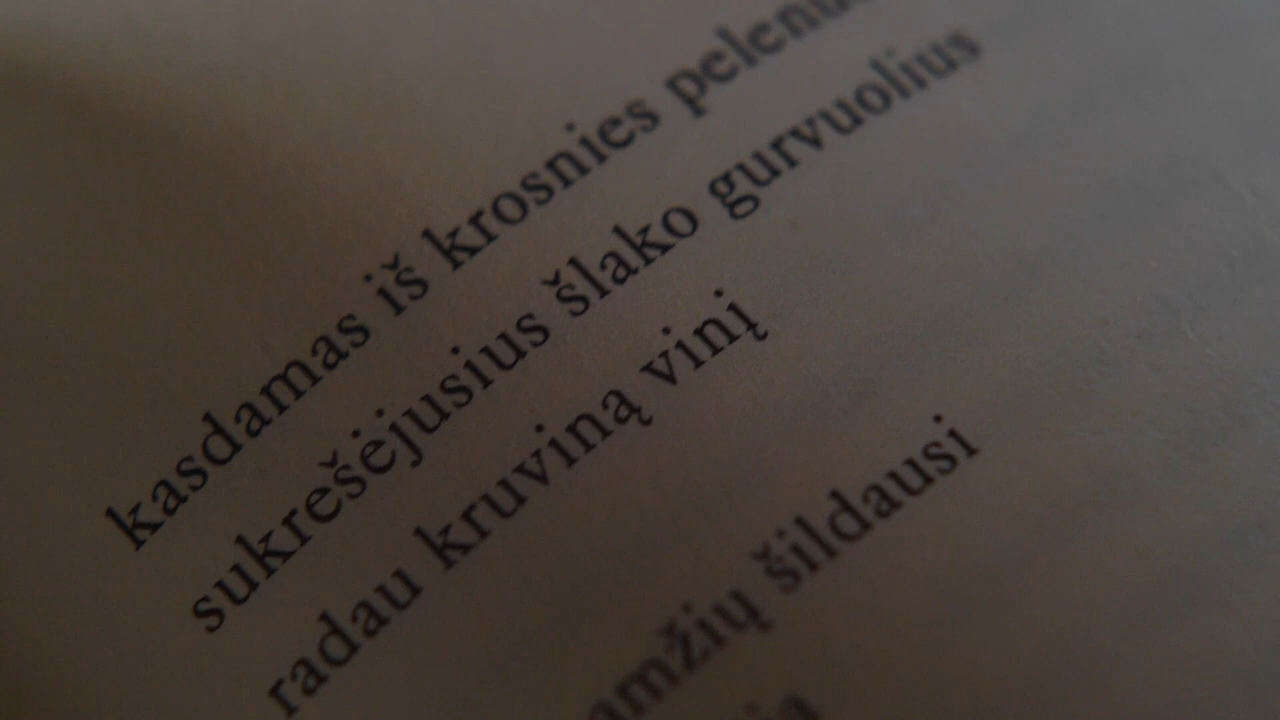 kasdamas iš krosnies
sukrešėjusius šlako gurvuolius
radau kruviną vinį
šildausi